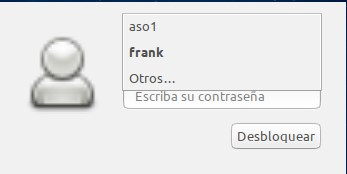 aso1
frank
Otros...
Escriba su contraseña
Desbloquear